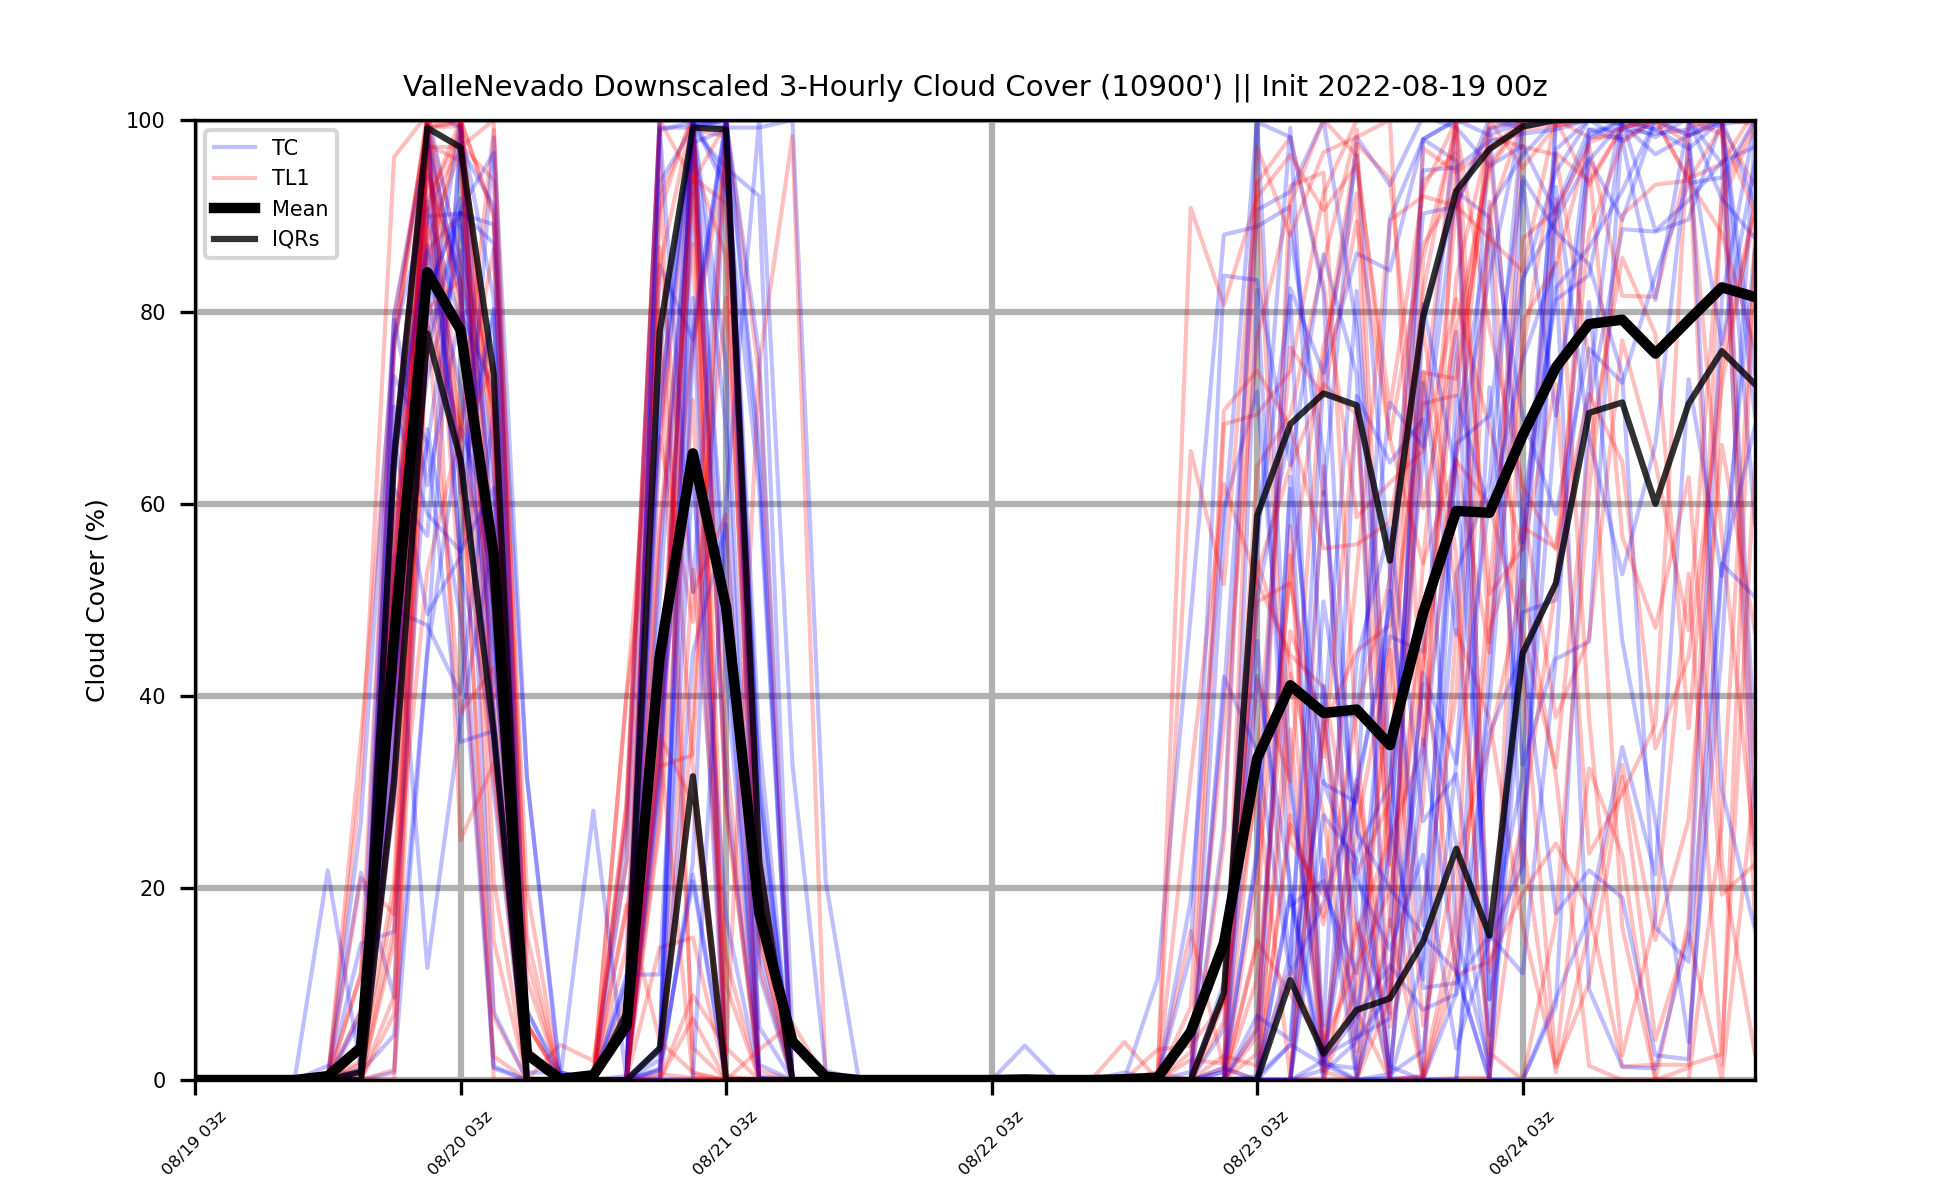 ValleNevado Downscaled 3-Hourly Cloud Cover (10900') || Init 2022-08-19 00z
100
80
60
40
20
0
Cloud Cover (%)
TC
TL1
Mean
IQRs
08/19 03z
08/20 03z
08/21 03z
08/22 03z
08/23 03z
08/24 03z